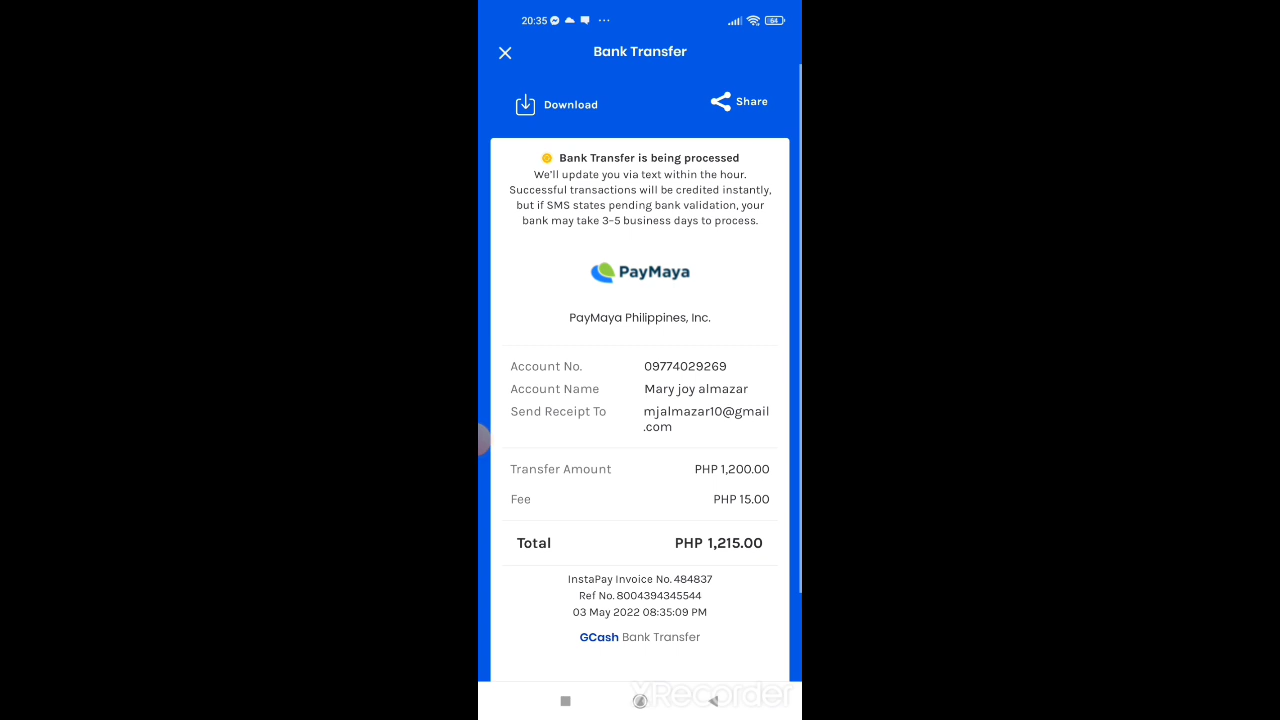 20:35
64
Bank Transfer
Download
Share
Bank Transfer is being processed
We'll update you via text within the hour.
Successful transactions will be credited instantly,
but if SMS states pending bank validation, your
bank may take 3-5 business days to process.
PayMaya
PayMaya Philippines, Inc.
Account No. 09774029269
Account Name Mary joy almazar
Send Receipt To mjalmazar10@gmail
.com
Transfer Amount PHP 1,200.00
Fee PHP 15.00
Total PHP 1,215.00
InstaPay Invoice No. 484837
Ref No. 8004394345544
03 May 2022 08:35:09 PM
GCash Bank Transfer
XRecorder